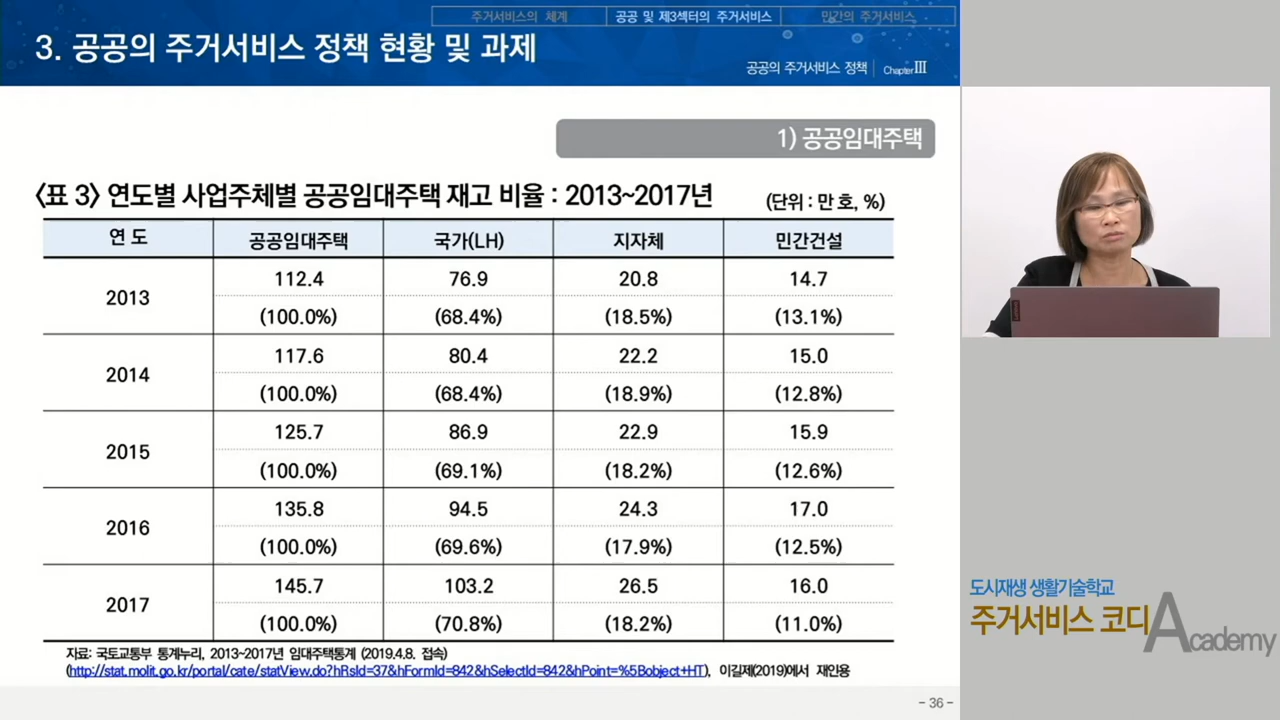 주거서비스의 체계 공공 및 제3섹터의 주거서비스 민간의 주거서비스
3. 공공의 주거서비스 정책 현황 및 과제
공공의 주거서비스 정책 Chapter III
1) 공공임대주택
<표 3> 연도별 사업주체별 공공임대주택 재고 비율 : 2013~2017년 (단위 : 만 호, %)
연 도 공공임대주택 국가(LH) 지자체 민간건설
2013 112.4 76.9 20.8 14.7
(100.0%) (68.4%) (18.5%) (13.1%)
2014 117.6 80.4 22.2 15.0
(100.0%) (68.4%) (18.9%) (12.8%)
2015 125.7 86.9 22.9 15.9
(100.0%) (69.1%) (18.2%) (12.6%)
2016 135.8 94.5 24.3 17.0
(100.0%) (69.6%) (17.9%) (12.5%)
2017 145.7 103.2 26.5 16.0
(100.0%) (70.8%) (18.2%) (11.0%)
자료: 국토교통부 통계누리, 2013~2017년 임대주택통계 (2019.4.8. 접속)
(http://stat.molit.go.kr/portal/cate/statView.do?hRsId=37&hFormId=842&hSelectId=842&hPoint=%5Bobject+HT), 이길제(2019)에서 재인용
- 36 -
도시재생 생활기술학교
주거서비스 코디 Academy